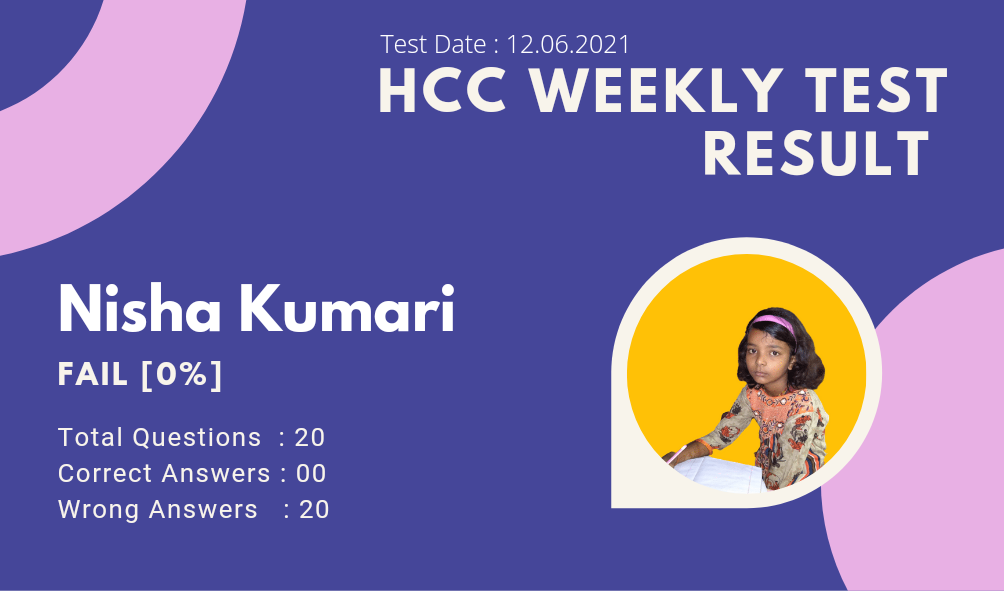 Test Date : 12.06.2021
HCC WEEKLY TEST
RESULT
Nisha Kumari
FAIL [0%]
Total Questions : 20
Correct Answers : 00
Wrong Answers : 20